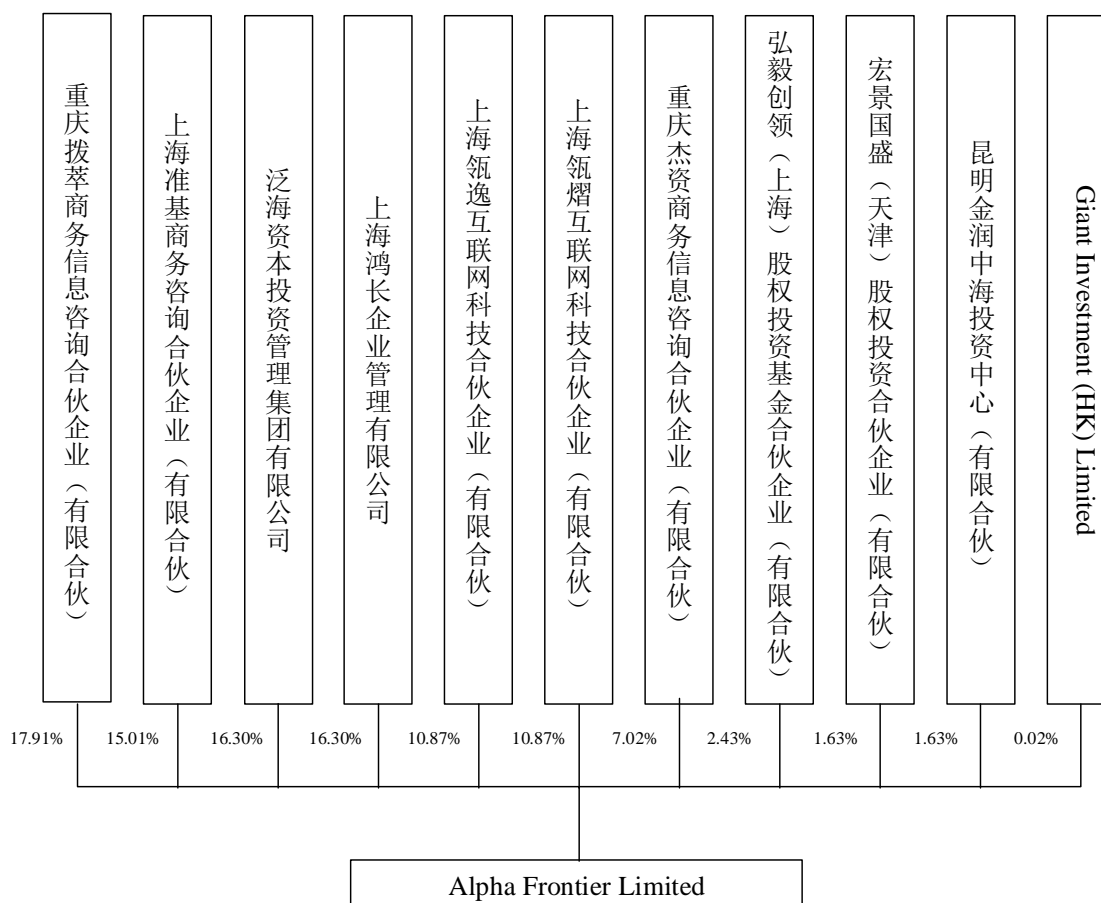 重庆拨萃商务信息咨询合伙企业（有限合伙）
上海准基商务咨询合伙企业（有限合伙）
泛海资本投资管理集团有限公司
上海鸿长企业管理有限公司
上海瓴逸互联网科技合伙企业（有限合伙）
上海瓴熠互联网科技合伙企业（有限合伙）
重庆杰资商务信息咨询合伙企业（有限合伙）
弘毅创领（上海）股权投资基金合伙企业（有限合伙）
宏景国盛（天津）股权投资合伙企业（有限合伙）
昆明金润中海投资中心（有限合伙）
Giant Investment (HK) Limited
17.91%
15.01%
16.30%
16.30%
10.87%
10.87%
7.02%
2.43%
1.63%
1.63%
0.02%
Alpha Frontier Limited